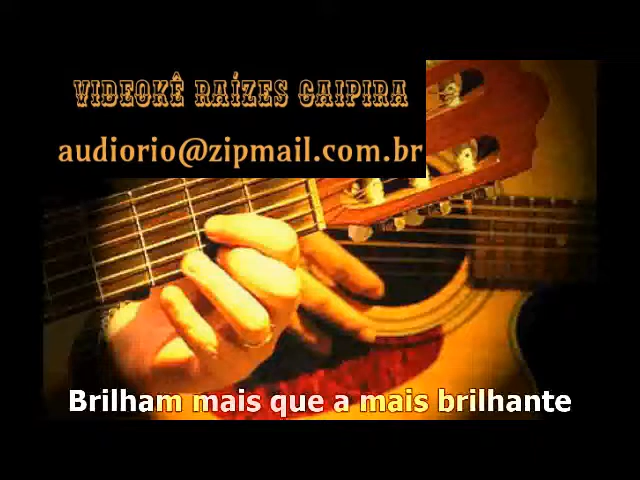 VIDEOKÊ RAÍZES CAIPIRA
audiorio@zipmail.com.br
Brilham mais que a mais brilhante